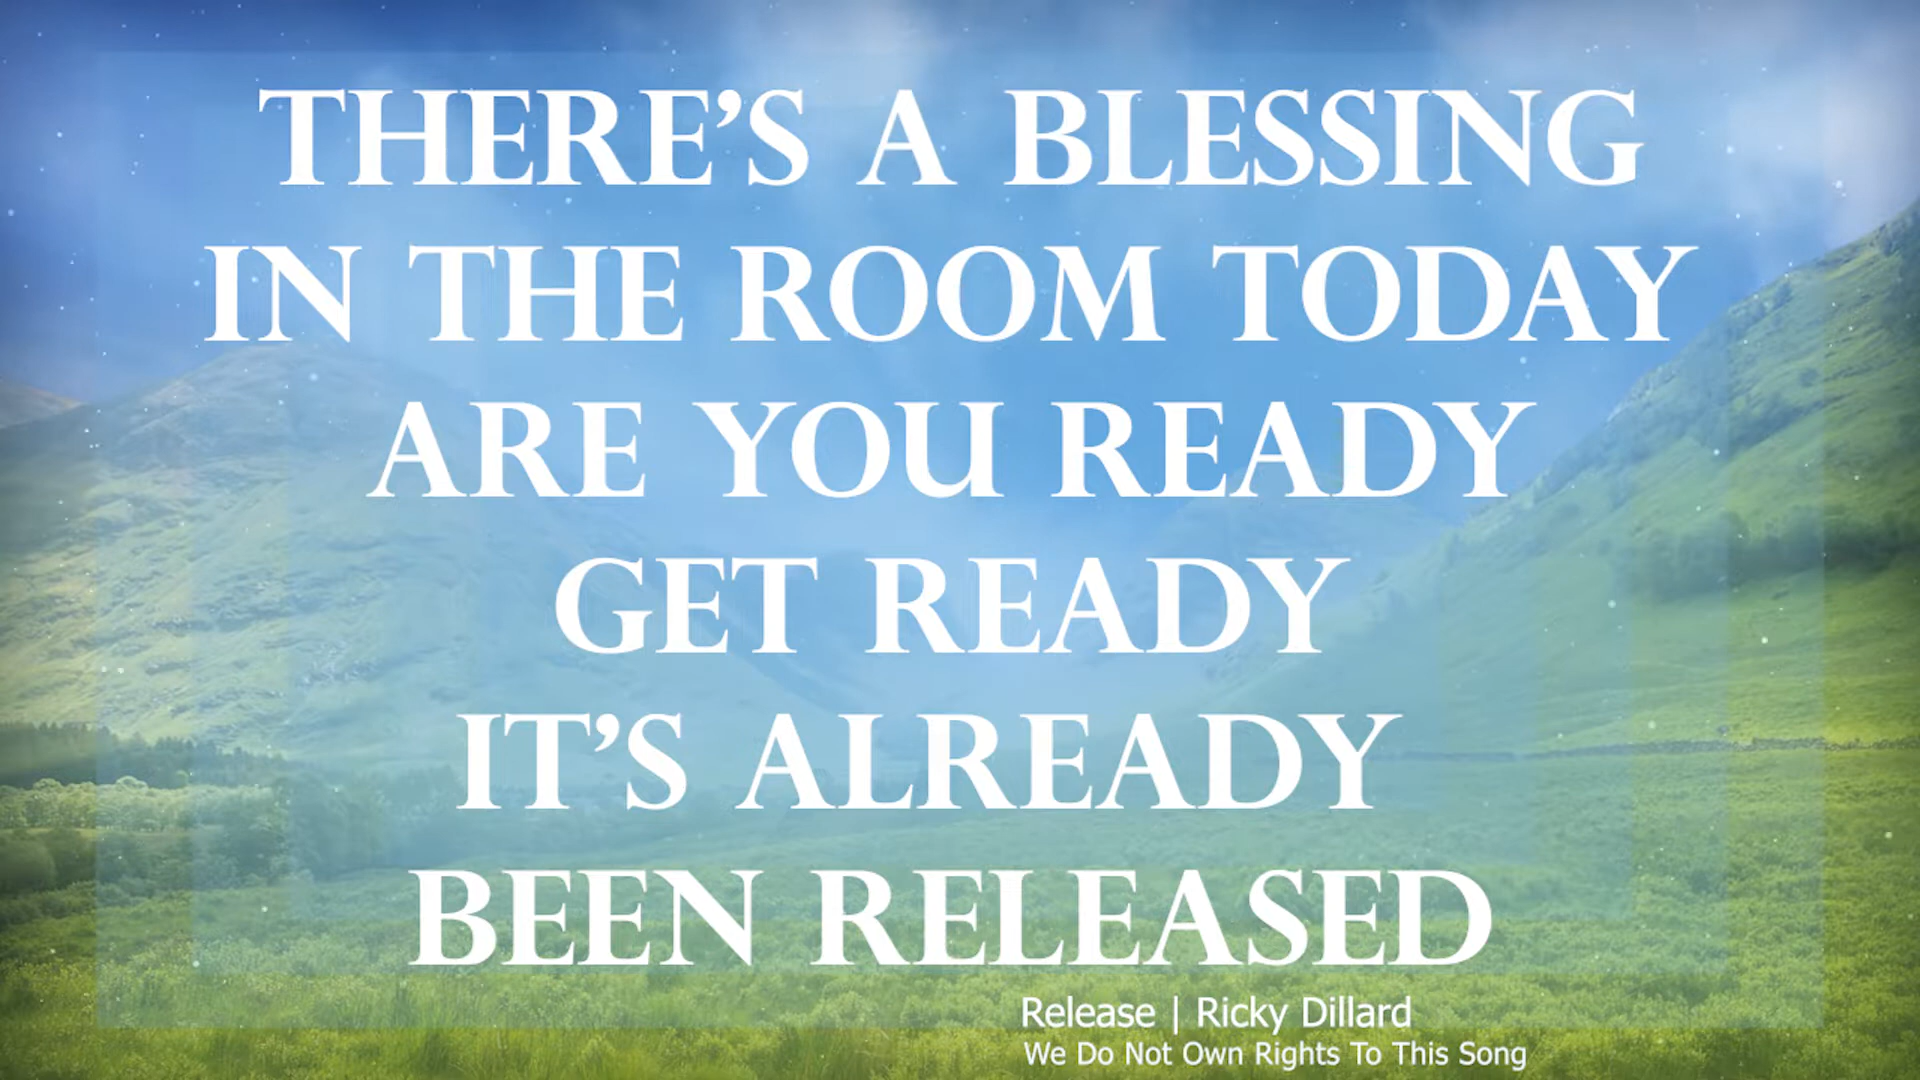 THERE'S A BLESSING
IN THE ROOM TODAY
ARE YOU READY
GET READY
IT'S ALREADY
BEEN RELEASED
Release | Ricky Dillard
We Do Not Own Rights To This Song